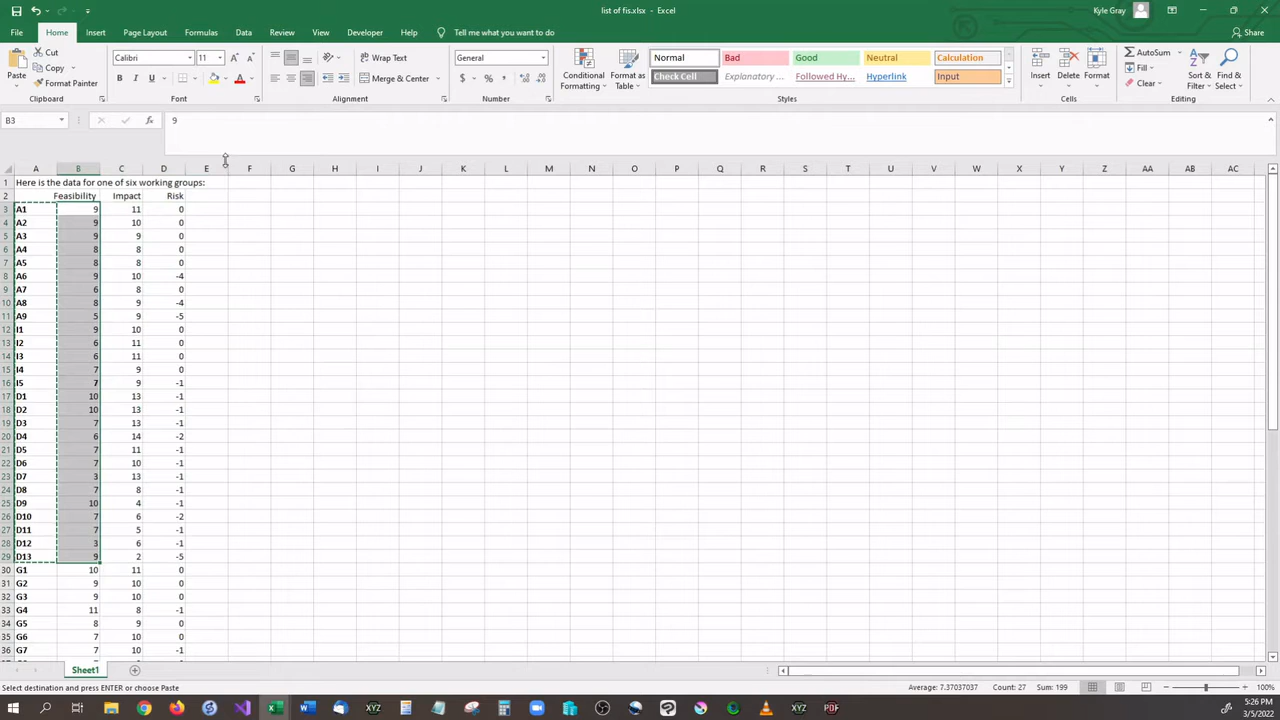 list of fis.xlsx - Excel
Kyle Gray
File Home Insert Page Layout Formulas Data Review View Developer Help Tell me what you want to do Share
Paste Cut Copy Format Painter
Calibri 11 B I U A
Wrap Text
Merge & Center
General
$ % ,
Conditional Formatting
Format as Table
Normal Bad Good Neutral Calculation
Check Cell Explanatory ... Followed Hy... Hyperlink Input
Insert Delete Format
AutoSum Fill Clear
Sort & Filter
Find & Select
Clipboard Font Alignment Number Styles Cells Editing
B3 fx 9
A B C D E F G H I J K L M N O P Q R S T U V W X Y Z AA AB AC
1 Here is the data for one of six working groups:
2 Feasibility Impact Risk
3 A1 9 11 0
4 A2 9 10 0
5 A3 9 9 0
6 A4 8 8 0
7 A5 8 8 0
8 A6 9 10 -4
9 A7 6 8 0
10 A8 8 9 -4
11 A9 5 9 -5
12 I1 9 10 0
13 I2 6 11 0
14 I3 6 11 0
15 I4 7 9 0
16 I5 7 9 -1
17 D1 10 13 -1
18 D2 10 13 -1
19 D3 7 13 -1
20 D4 6 14 -2
21 D5 7 11 -1
22 D6 7 10 -1
23 D7 3 13 -1
24 D8 7 8 -1
25 D9 10 4 -1
26 D10 7 6 -2
27 D11 7 5 -1
28 D12 3 6 -1
29 D13 9 2 -5
30 G1 10 11 0
31 G2 9 10 0
32 G3 9 10 0
33 G4 11 8 -1
34 G5 8 9 0
35 G6 7 10 0
36 G7 7 10 -1
Sheet1
Select destination and press ENTER or choose Paste
Average: 7.37037037 Count: 27 Sum: 199
100%
5:26 PM
3/5/2022